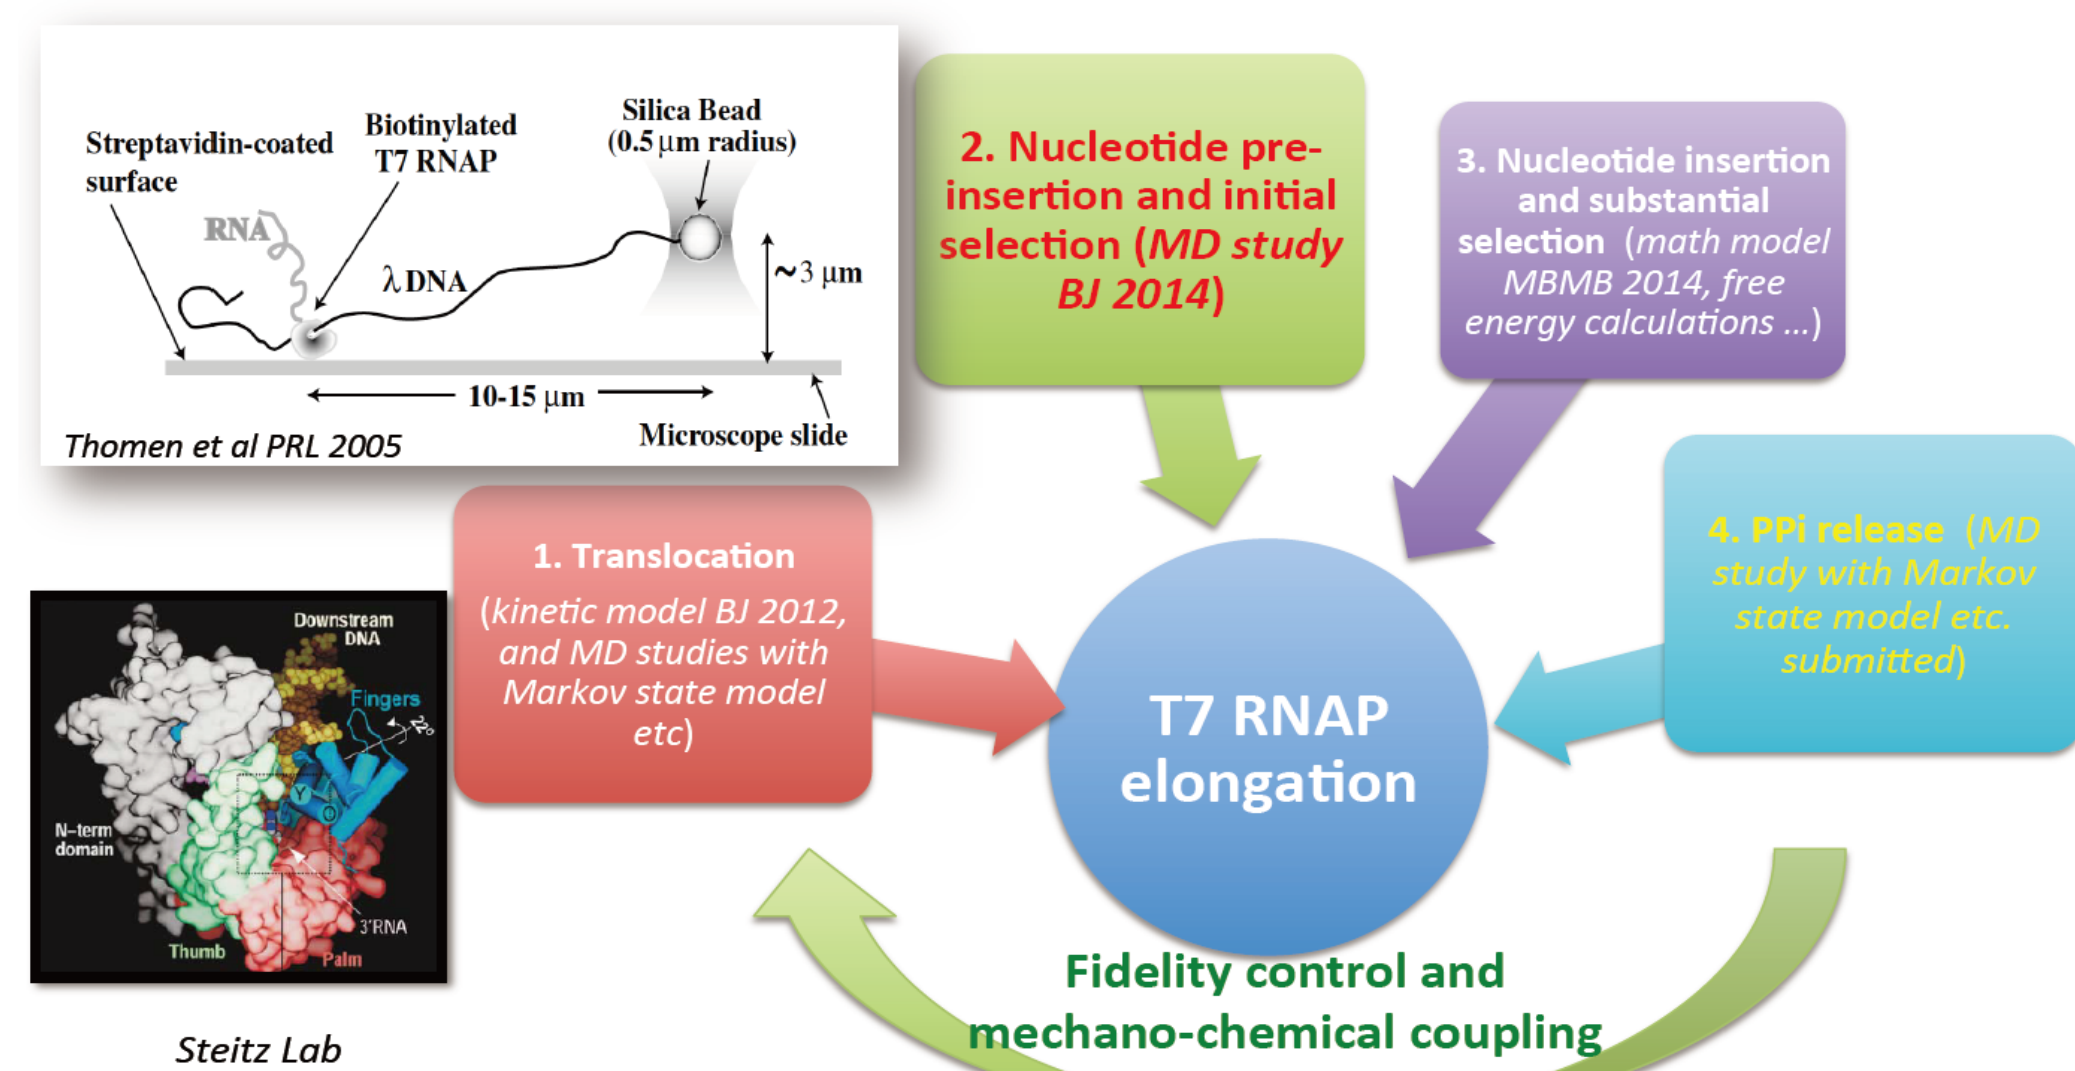 Streptavidin-coated
surface
Biotinylated
T7 RNAP
Silica Bead
(0.5 μm radius)
RNA
λ DNA
~3 μm
10-15 μm
Microscope slide
Thomen et al PRL 2005
2. Nucleotide pre-
insertion and initial
selection (MD study
BJ 2014)
3. Nucleotide insertion
and substantial
selection (math model
MBMB 2014, free
energy calculations ...)
1. Translocation
(kinetic model BJ 2012,
and MD studies with
Markov state model
etc)
4. PPi release (MD
study with Markov
state model etc.
submitted)
T7 RNAP
elongation
Downstream
DNA
Fingers
22°
Y
O
N-term
domain
3'RNA
Thumb
Palm
Steitz Lab
Fidelity control and
mechano-chemical coupling